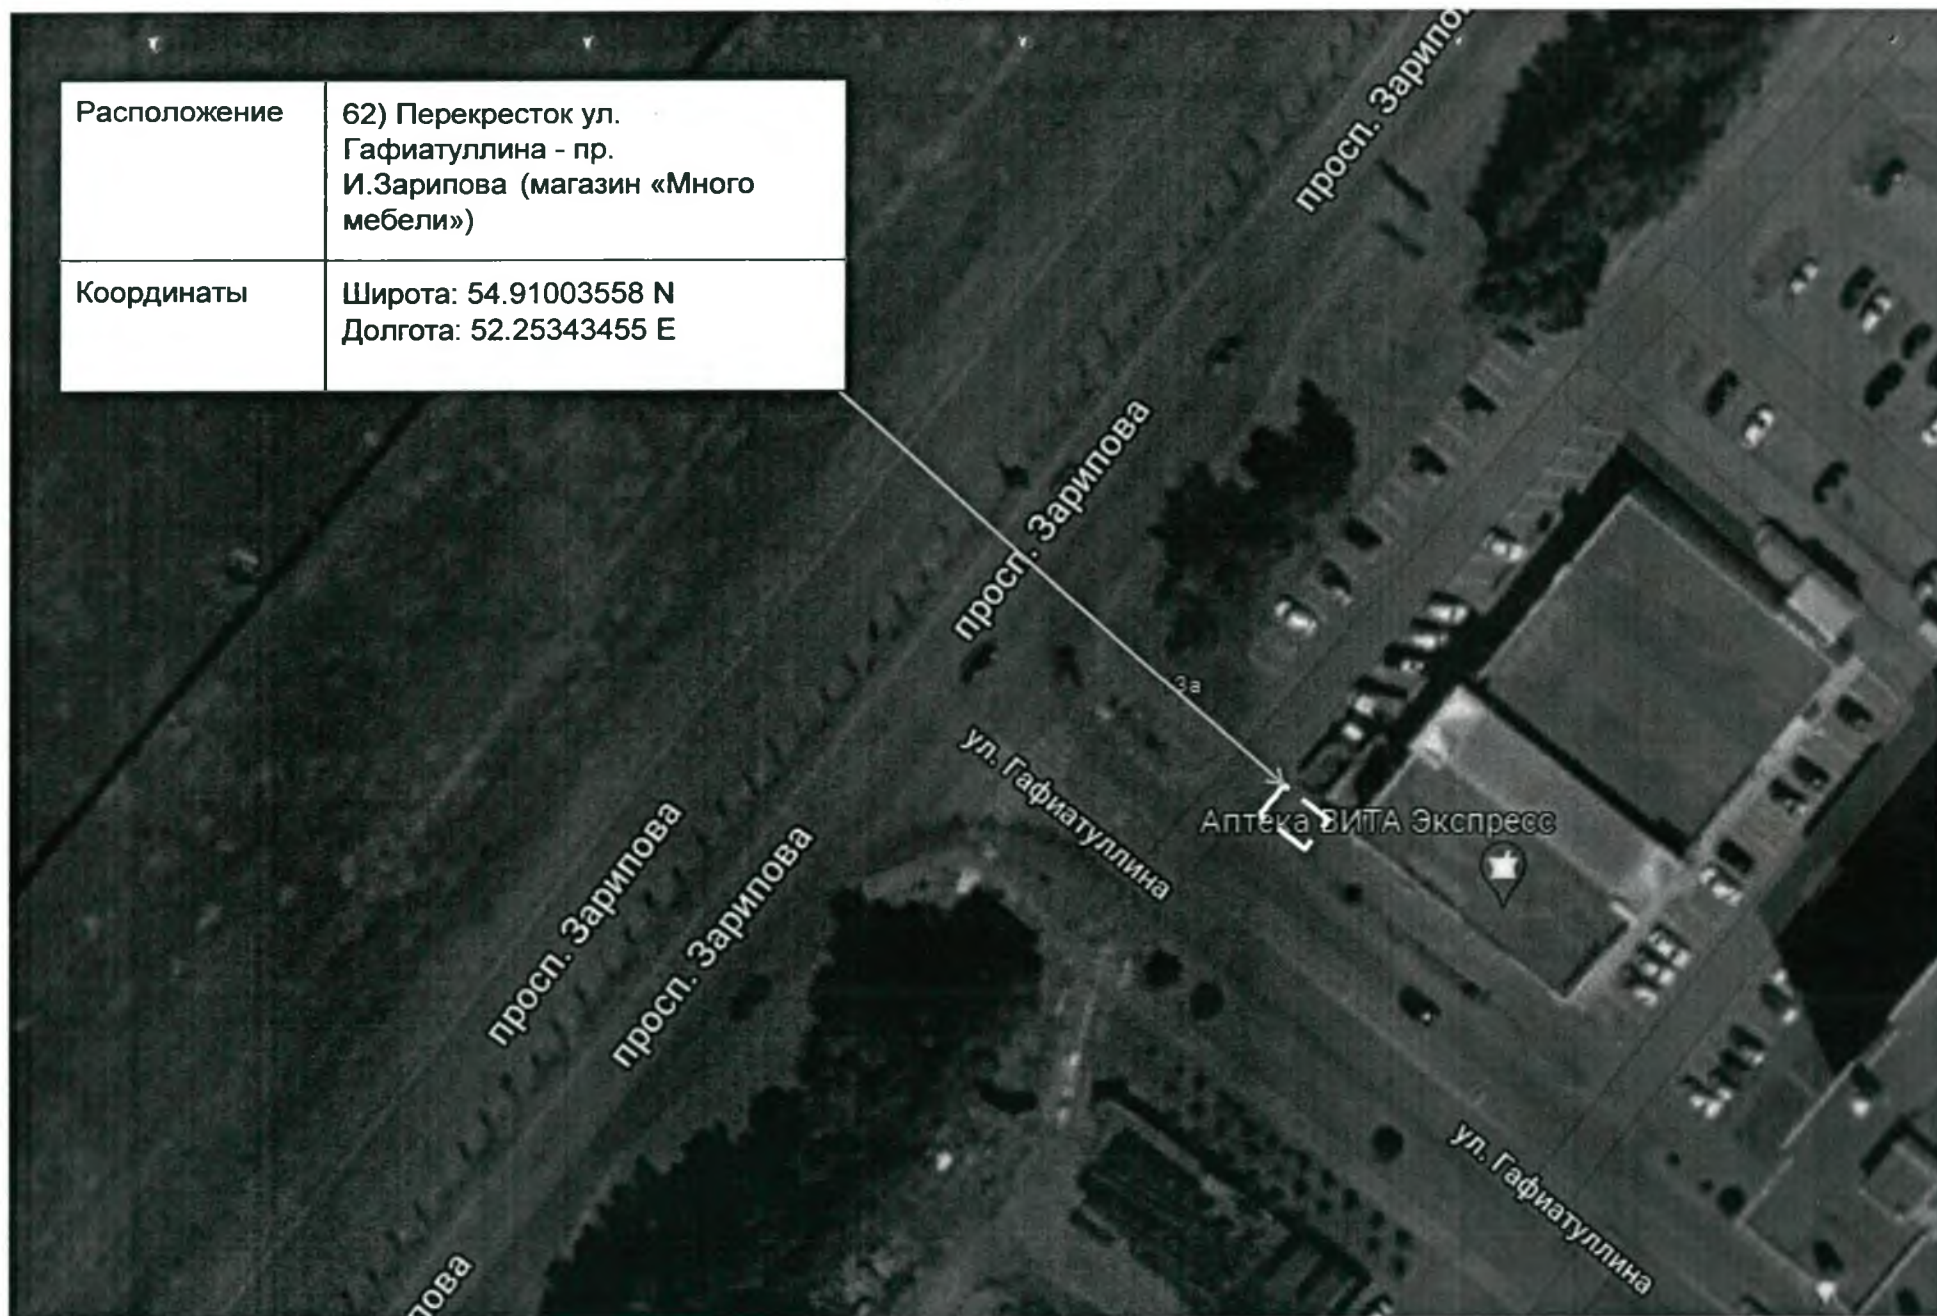 Расположение
62) Перекресток ул.
Гафиатуллина - пр.
И.Зарипова (магазин «Много
мебели»)
Координаты
Широта: 54.91003558 N
Долгота: 52.25343455 E
просп. Зарипо
просп. Зарипова
3а
ул. Гафиатуллина
Аптека ВИТА Экспресс
просп. Зарипова
просп. Зарипова
ул. Гафиатуллина
пова